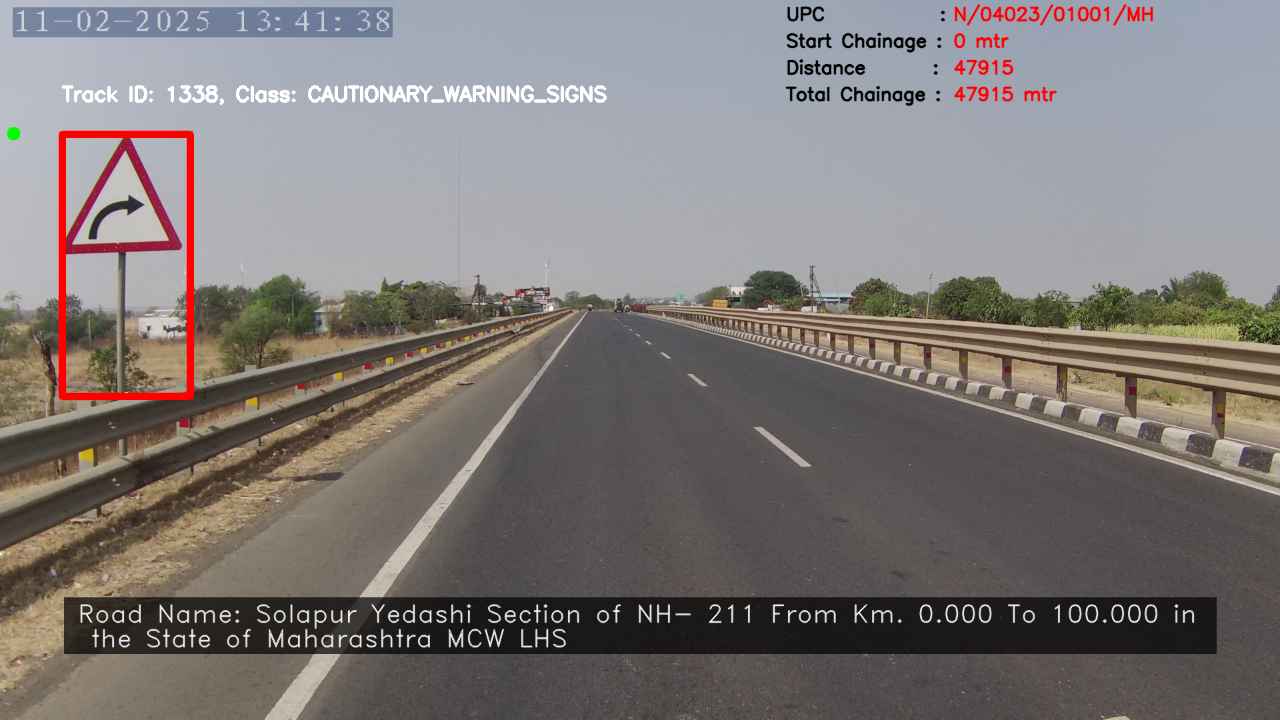 11-02-2025 13:41:38
UPC : N/04023/01001/MH
Start Chainage : 0 mtr
Distance : 47915
Total Chainage : 47915 mtr
Track ID: 1338, Class: CAUTIONARY_WARNING_SIGNS
Road Name: Solapur Yedashi Section of NH- 211 From Km. 0.000 To 100.000 in
the State of Maharashtra MCW LHS